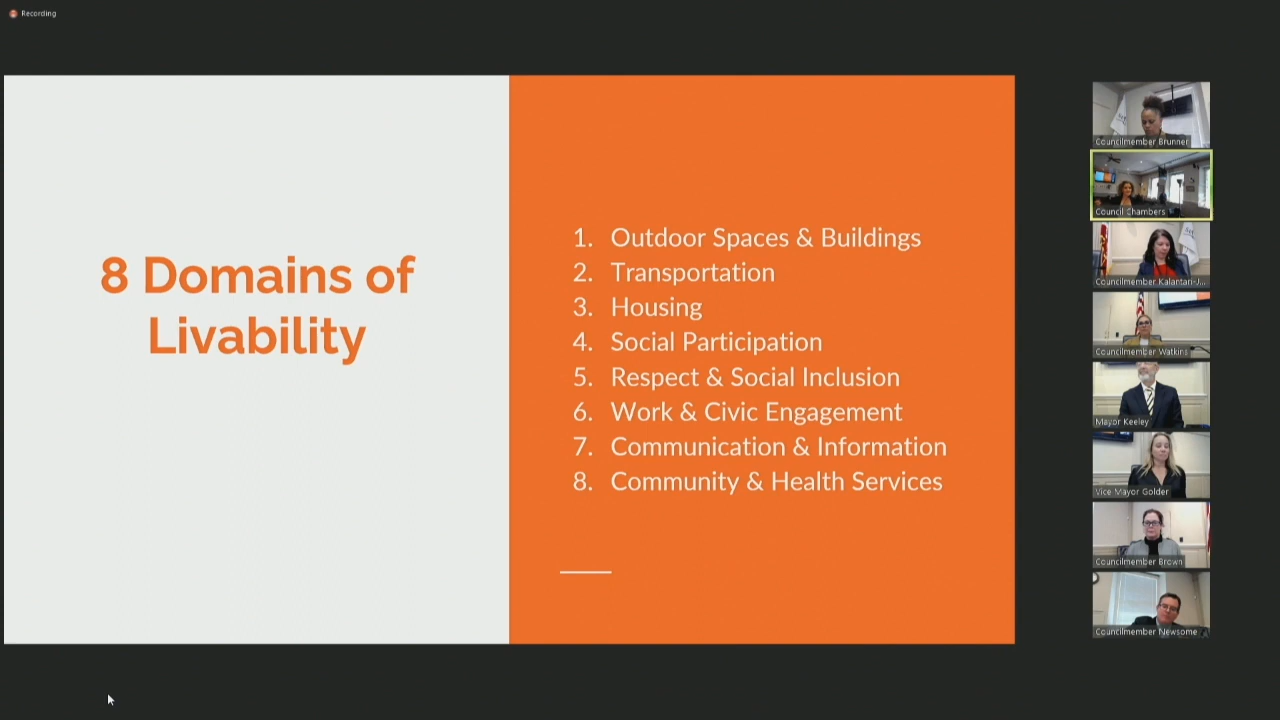 Recording
8 Domains of
Livability
1. Outdoor Spaces & Buildings
2. Transportation
3. Housing
4. Social Participation
5. Respect & Social Inclusion
6. Work & Civic Engagement
7. Communication & Information
8. Community & Health Services
Councilmember Brunner
Council Chambers
Councilmember Kalantari-J...
Councilmember Watkins
Mayor Keeley
Vice Mayor Golder
Councilmember Brown
Councilmember Newsome